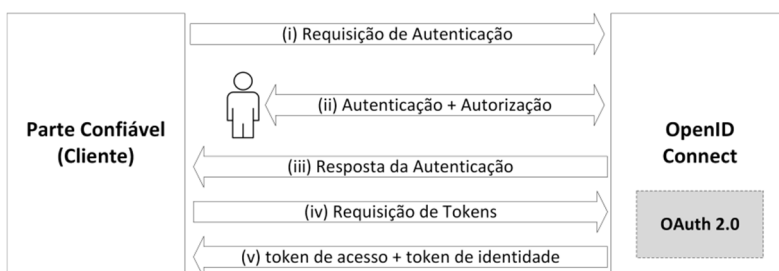 (i) Requisição de Autenticação
(ii) Autenticação + Autorização
Parte Confiável
(Cliente)
OpenID
Connect
(iii) Resposta da Autenticação
(iv) Requisição de Tokens
OAuth 2.0
(v) token de acesso + token de identidade